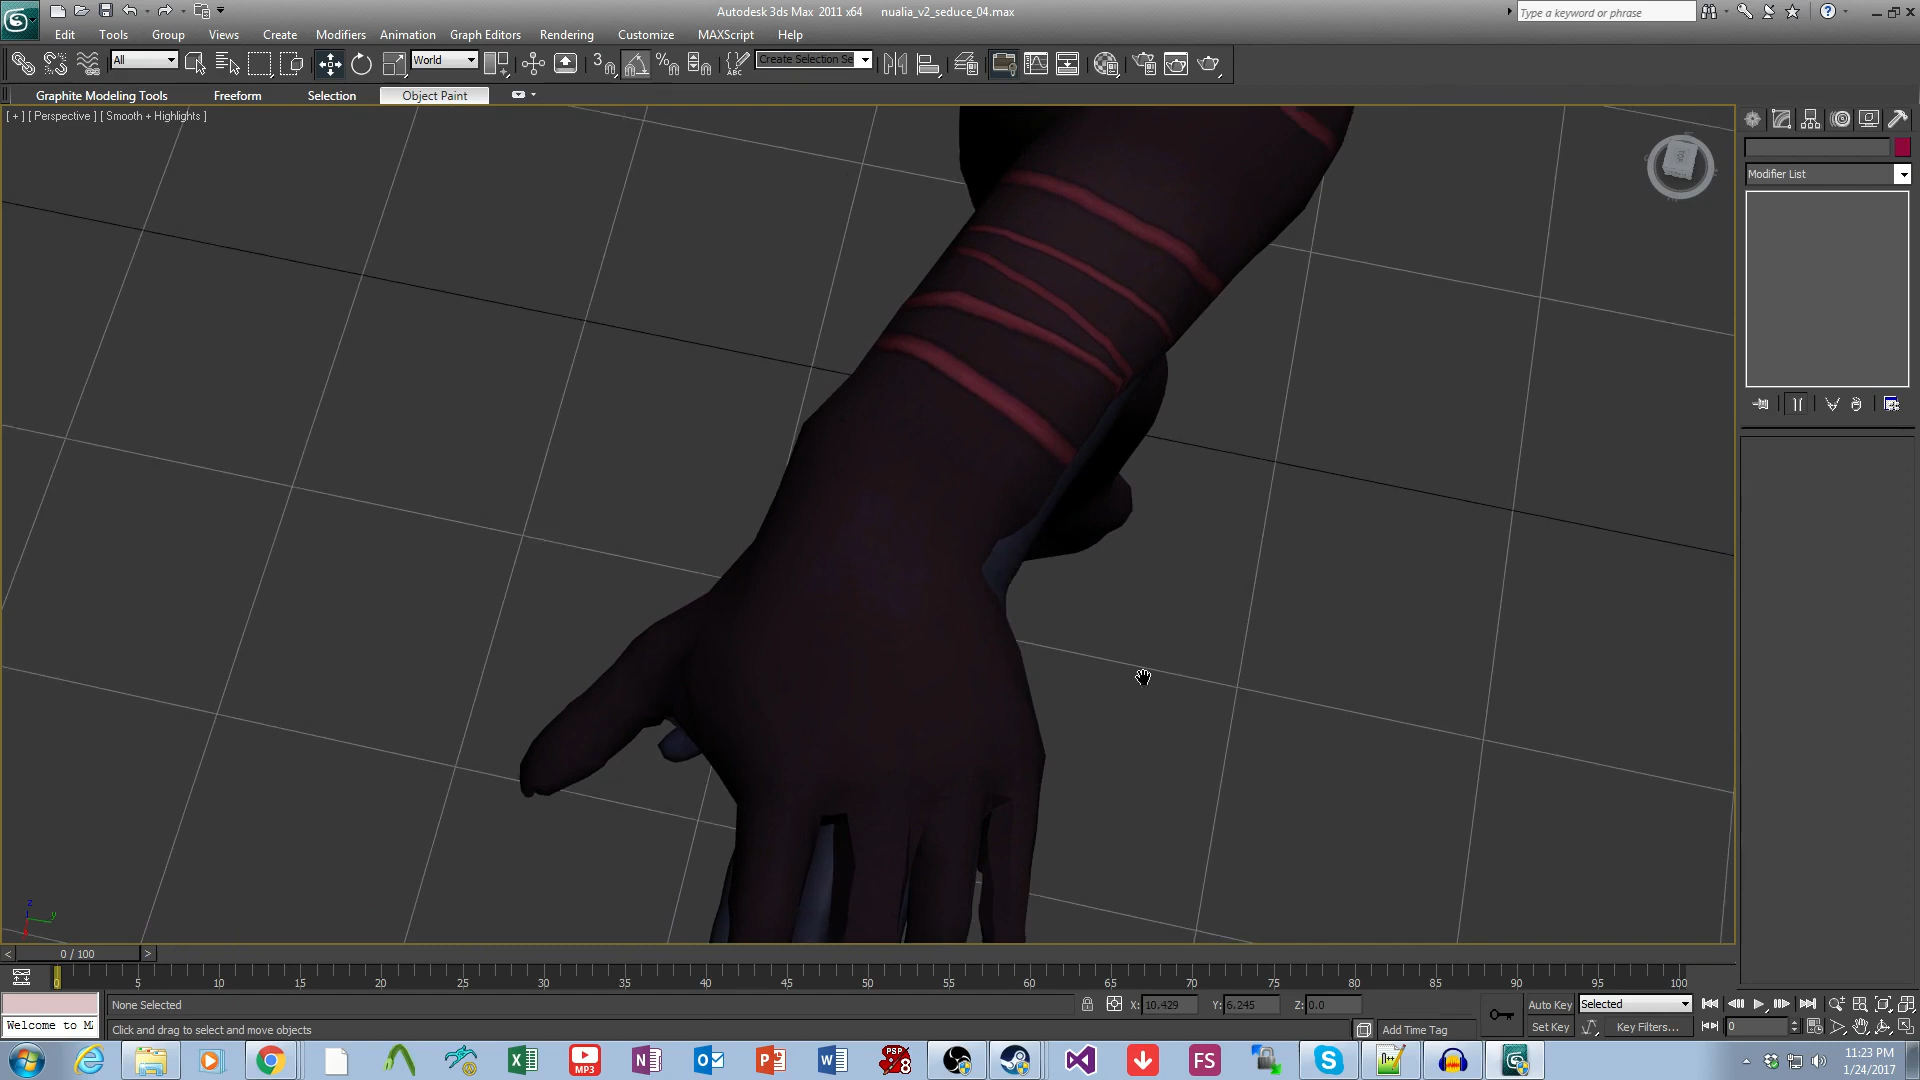 Autodesk 3ds Max 2011 x64 nualia_v2_seduce_04.max
Type a keyword or phrase
Edit Tools Group Views Create Modifiers Animation Graph Editors Rendering Customize MAXScript Help
All World Create Selection Se
Graphite Modeling Tools Freeform Selection Object Paint
[ + ] [ Perspective ] [ Smooth + Highlights ]
Modifier List
0 / 100
0 5 10 15 20 25 30 35 40 45 50 55 60 65 70 75 80 85 90 95 100
None Selected X: 10.429 Y: 6.245 Z: 0.0 Auto Key Selected
Welcome to M
Click and drag to select and move objects Add Time Tag Set Key Key Filters... 0
MP3 PSP 8 FS
11:23 PM
1/24/2017